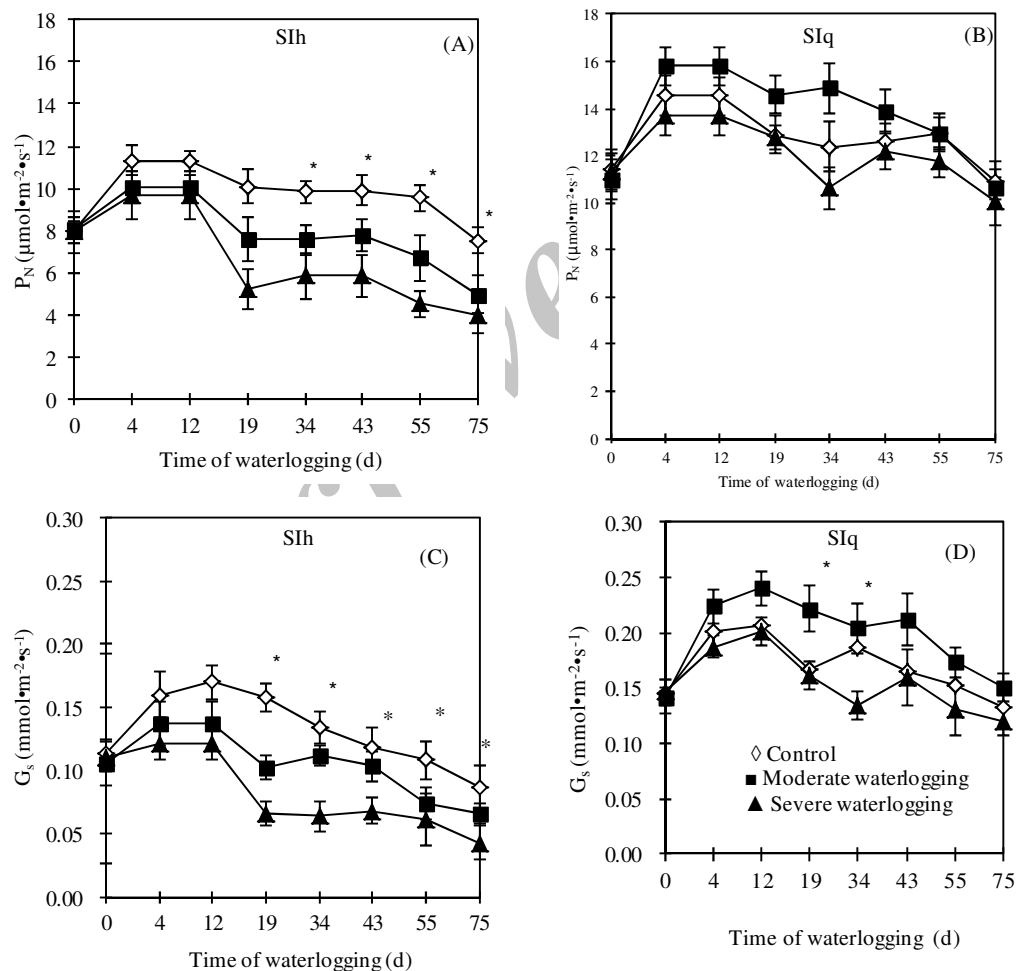 SIh
(A)
18
16
14
12
10
8
6
4
2
0
P_N (μmol•m⁻²•s⁻¹)
* * * *
0 4 12 19 34 43 55 75
Time of waterlogging (d)
SIq
(B)
18
16
14
12
10
8
6
4
2
0
P_N (μmol•m⁻²•s⁻¹)
0 4 12 19 34 43 55 75
Time of waterlogging (d)
SIh
(C)
0.30
0.25
0.20
0.15
0.10
0.05
0.00
G_s (mmol•m⁻²•s⁻¹)
* * * * *
0 4 12 19 34 43 55 75
Time of waterlogging (d)
SIq
(D)
0.30
0.25
0.20
0.15
0.10
0.05
0.00
G_s (mmol•m⁻²•s⁻¹)
* *
Control
Moderate waterlogging
Severe waterlogging
0 4 12 19 34 43 55 75
Time of waterlogging (d)